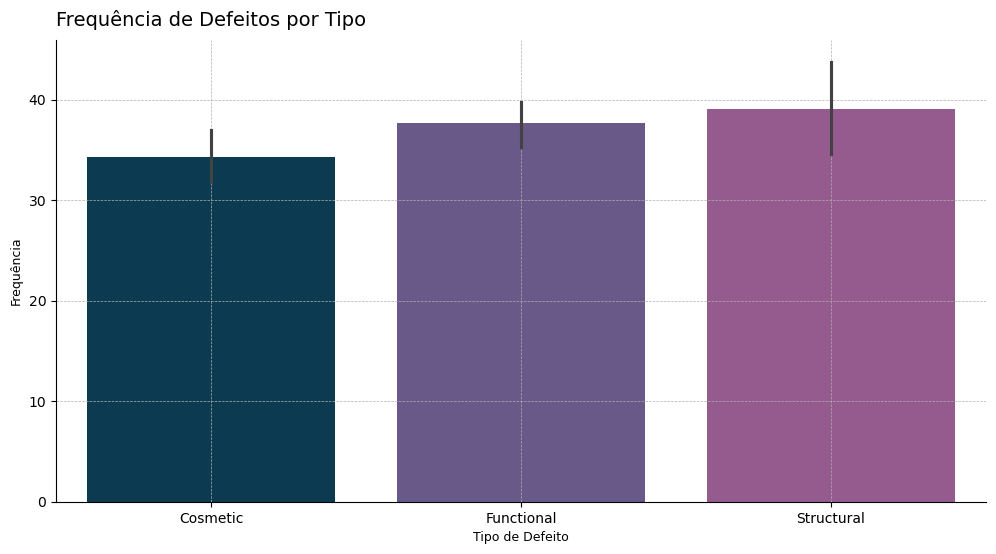 Frequência de Defeitos por Tipo
Frequência
40
30
20
10
0
Cosmetic
Functional
Structural
Tipo de Defeito